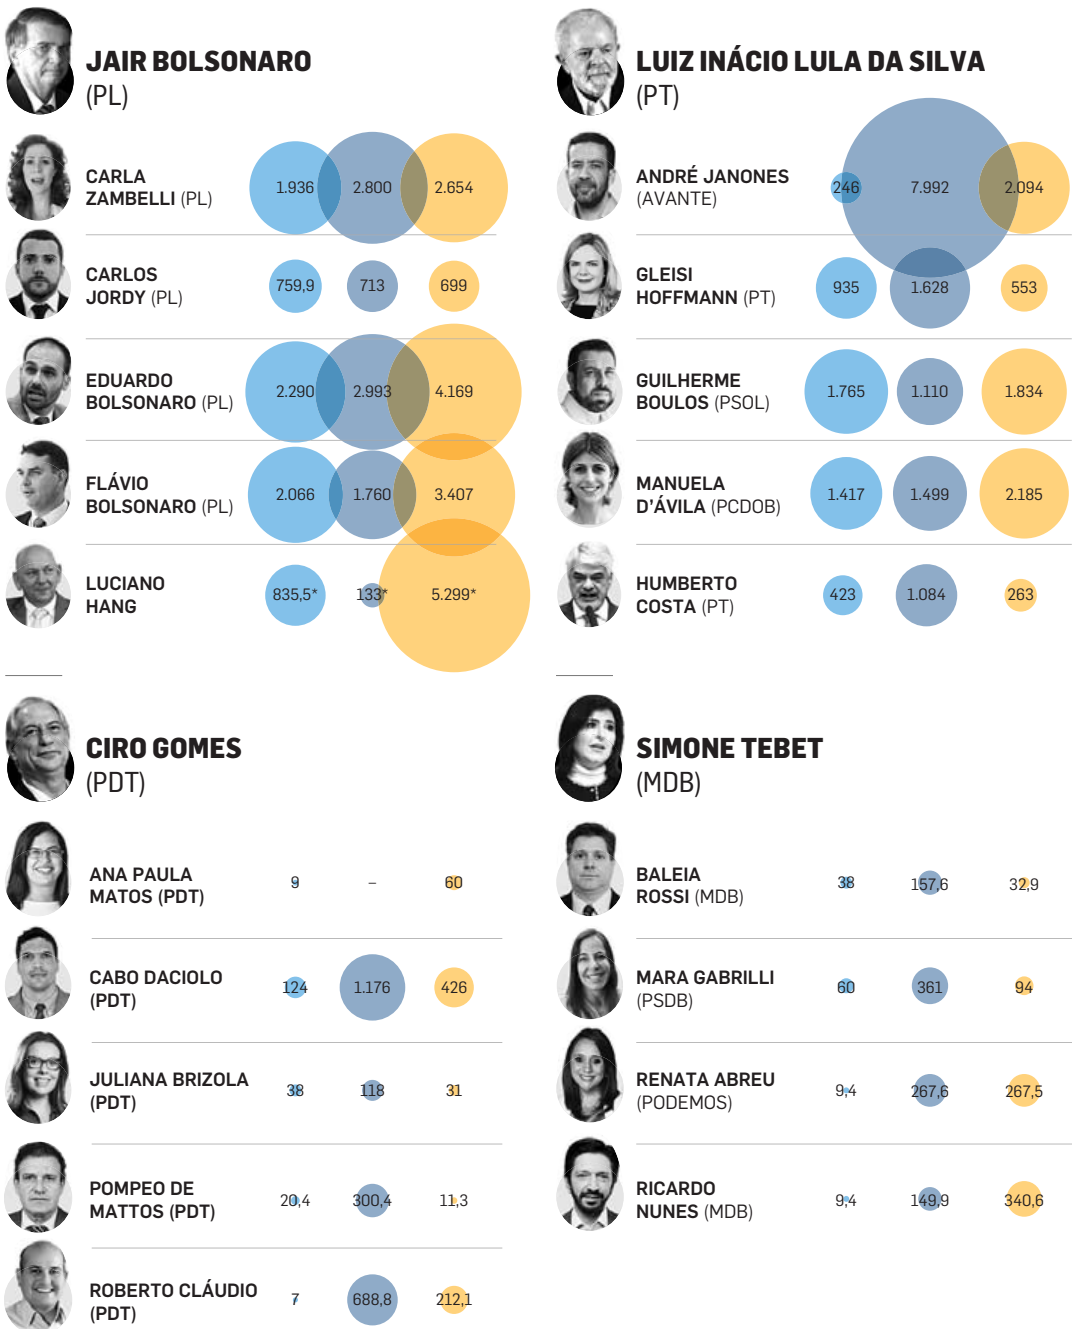 JAIR BOLSONARO
(PL)
CARLA
ZAMBELLI (PL)
1.936
2.800
2.654
CARLOS
JORDY (PL)
759,9
713
699
EDUARDO
BOLSONARO (PL)
2.290
2.993
4.169
FLÁVIO
BOLSONARO (PL)
2.066
1.760
3.407
LUCIANO
HANG
835,5*
133*
5.299*
LUIZ INÁCIO LULA DA SILVA
(PT)
ANDRÉ JANONES
(AVANTE)
246
7.992
2.094
GLEISI
HOFFMANN (PT)
935
1.628
553
GUILHERME
BOULOS (PSOL)
1.765
1.110
1.834
MANUELA
D’ÁVILA (PCDOB)
1.417
1.499
2.185
HUMBERTO
COSTA (PT)
423
1.084
263
CIRO GOMES
(PDT)
ANA PAULA
MATOS (PDT)
9
–
60
CABO DACIOLO
(PDT)
124
1.176
426
JULIANA BRIZOLA
(PDT)
38
118
31
POMPEO DE
MATTOS (PDT)
20,4
300,4
11,3
ROBERTO CLÁUDIO
(PDT)
7
688,8
212,1
SIMONE TEBET
(MDB)
BALEIA
ROSSI (MDB)
38
157,6
32,9
MARA GABRILLI
(PSDB)
60
361
94
RENATA ABREU
(PODEMOS)
9,4
267,6
267,5
RICARDO
NUNES (MDB)
9,4
149,9
340,6